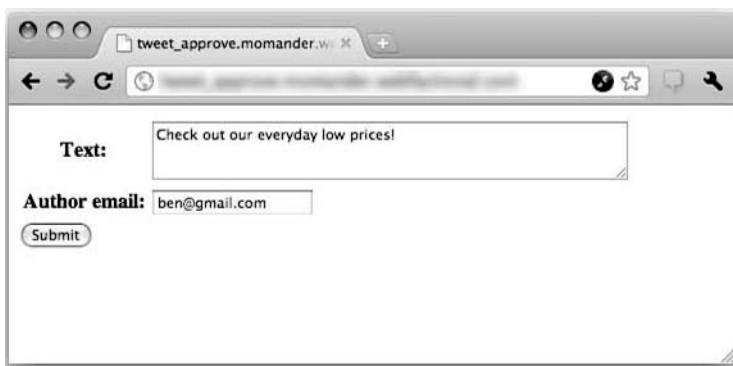 tweet_approve.momander.w
Text:
Check out our everyday low prices!
Author email:
ben@gmail.com
Submit